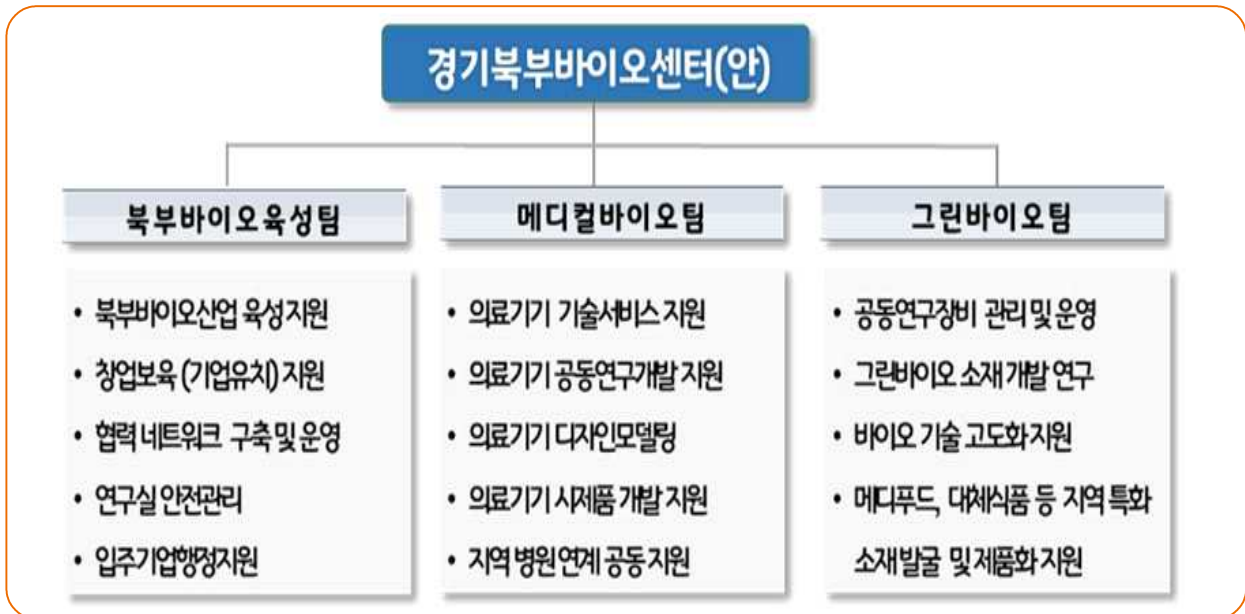 경기북부바이오센터(안)
북부바이오육성팀
• 북부바이오산업 육성 지원
• 창업보육 (기업유치) 지원
• 협력 네트워크 구축 및 운영
• 연구실 안전관리
• 입주기업행정지원
메디컬바이오팀
• 의료기기 기술서비스 지원
• 의료기기 공동연구개발 지원
• 의료기기 디자인모델링
• 의료기기 시제품 개발 지원
• 지역 병원 연계 공동 지원
그린바이오팀
• 공동연구장비 관리 및 운영
• 그린바이오 소재 개발 연구
• 바이오 기술 고도화 지원
• 메디푸드, 대체식품 등 지역 특화
소재 발굴 및 제품화 지원